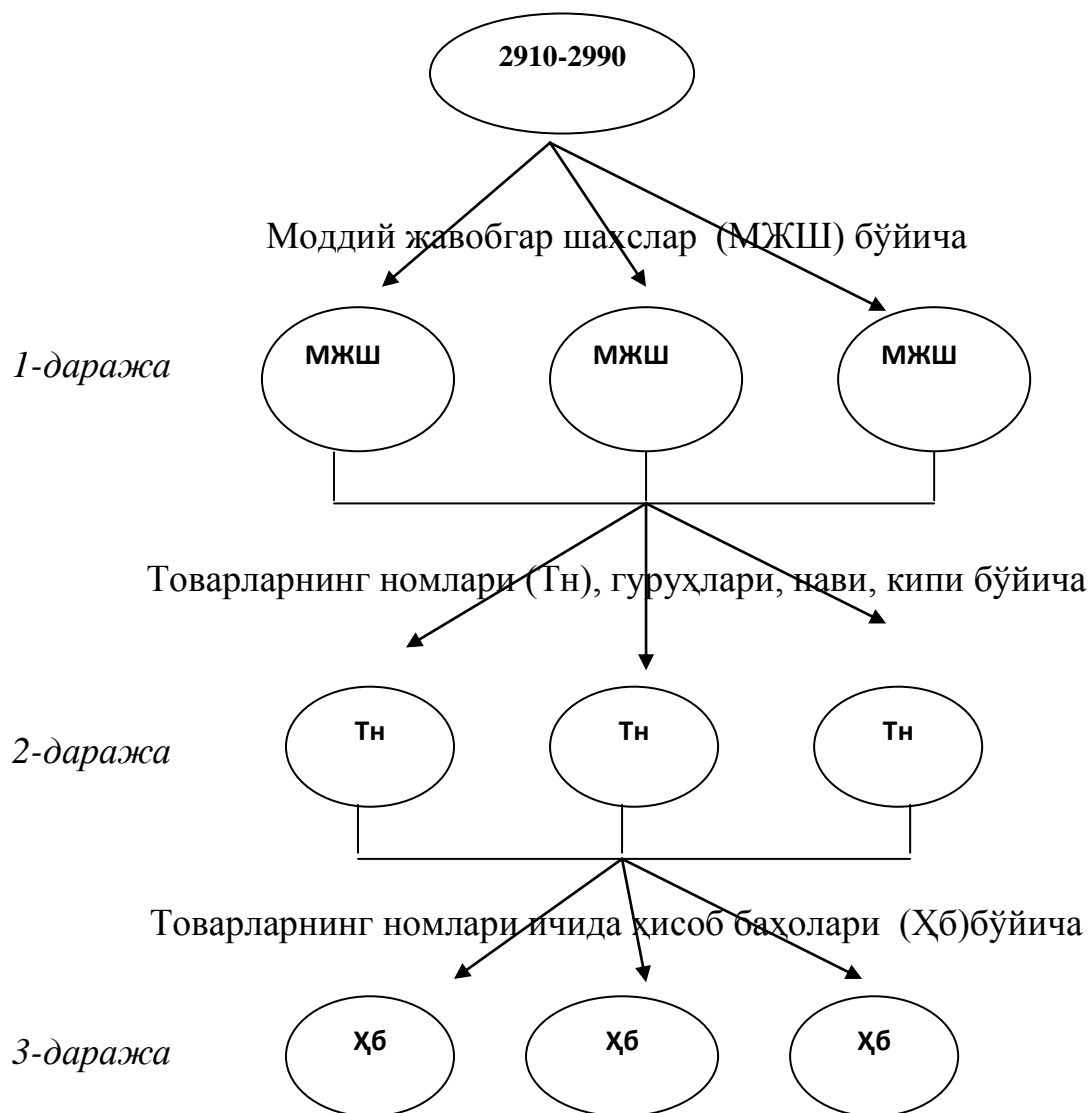 2910-2990
Моддий жавобгар шахслар (МЖШ) бўйича
1-даража МЖШ МЖШ МЖШ
Товарларнинг номлари (Тн), гуруҳлари, нави, кипи бўйича
2-даража Тн Тн Тн
Товарларнинг номлари ичида ҳисоб баҳолари (Ҳб)бўйича
3-даража Ҳб Ҳб Ҳб